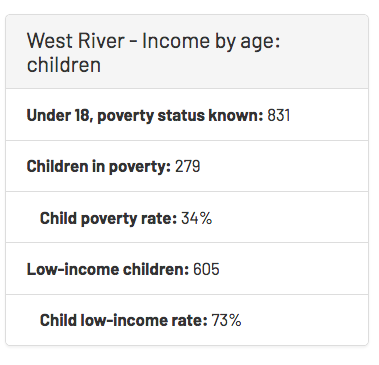 West River - Income by age:
children
Under 18, poverty status known: 831
Children in poverty: 279
Child poverty rate: 34%
Low-income children: 605
Child low-income rate: 73%